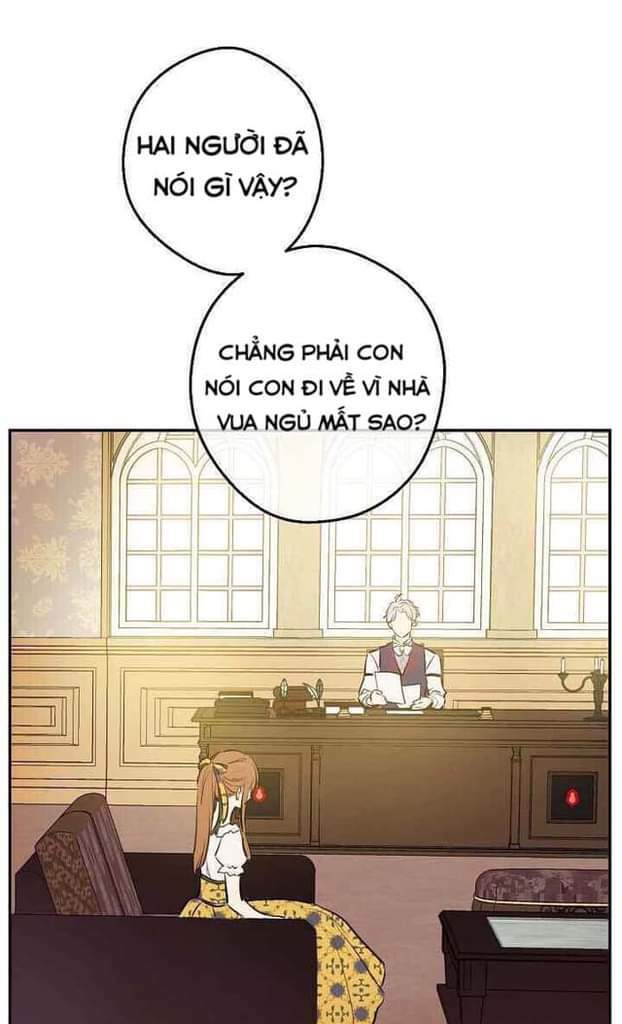 HAI NGƯỜI ĐÃ
NÓI GÌ VẬY?
CHẲNG PHẢI CON
NÓI CON ĐI VỀ VÌ NHÀ
VUA NGỦ MẤT SAO?